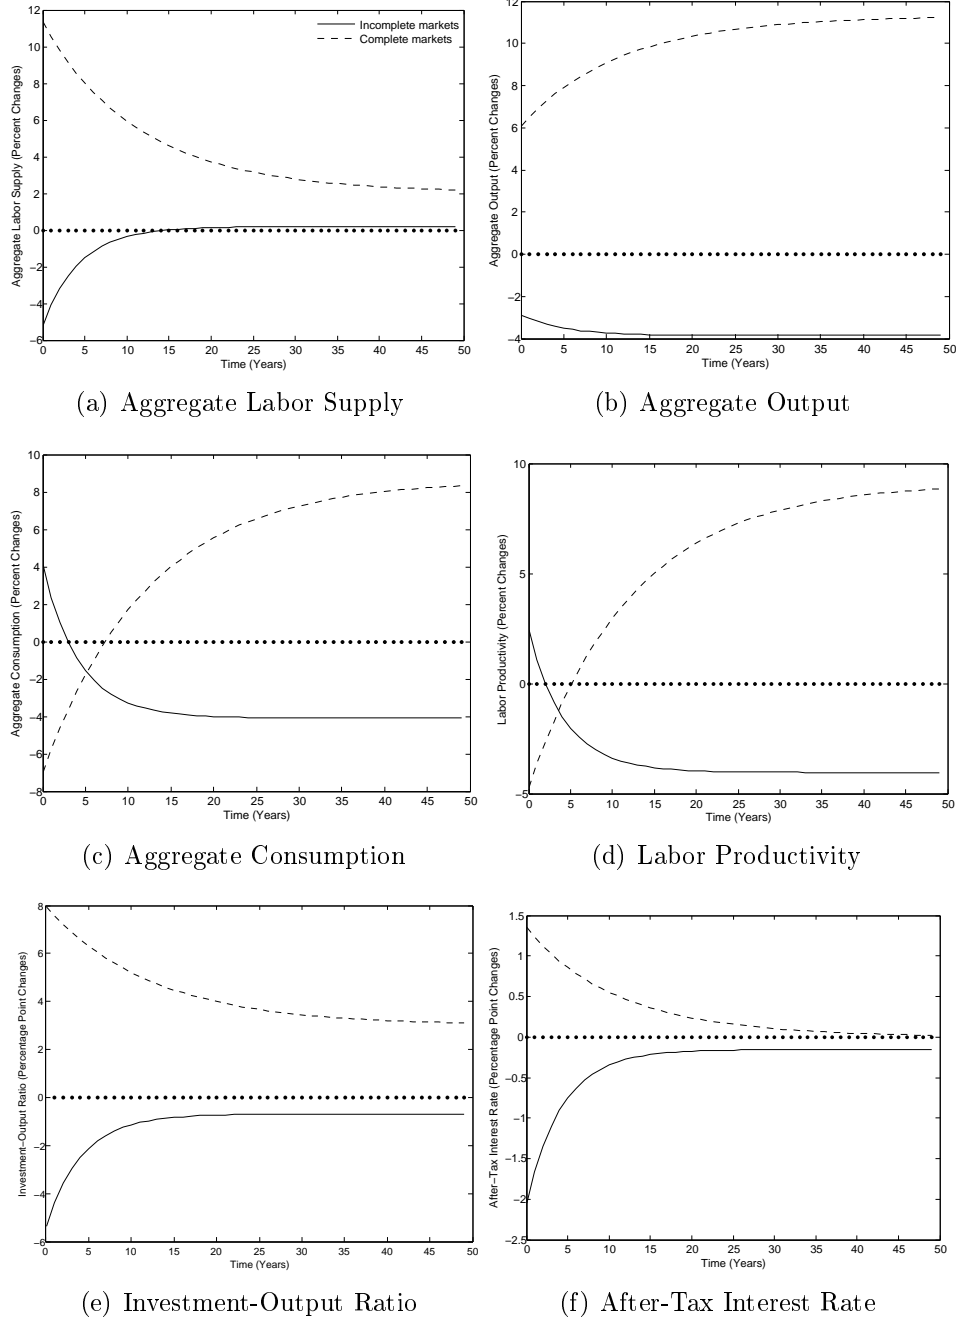 12
10
8
6
4
2
0
−2
−4
−6
Aggregate Labor Supply (Percent Changes)
Incomplete markets
Complete markets
0 5 10 15 20 25 30 35 40 45 50
Time (Years)
(a) Aggregate Labor Supply
12
10
8
6
4
2
0
−2
−4
Aggregate Output (Percent Changes)
0 5 10 15 20 25 30 35 40 45 50
Time (Years)
(b) Aggregate Output
10
8
6
4
2
0
−2
−4
−6
−8
Aggregate Consumption (Percent Changes)
0 5 10 15 20 25 30 35 40 45 50
Time (Years)
(c) Aggregate Consumption
10
5
0
−5
Labor Productivity (Percent Changes)
0 5 10 15 20 25 30 35 40 45 50
Time (Years)
(d) Labor Productivity
8
6
4
2
0
−2
−4
−6
Investment−Output Ratio (Percentage Point Changes)
0 5 10 15 20 25 30 35 40 45 50
Time (Years)
(e) Investment-Output Ratio
1.5
1
0.5
0
−0.5
−1
−1.5
−2
−2.5
After−Tax Interest Rate (Percentage Point Changes)
0 5 10 15 20 25 30 35 40 45 50
Time (Years)
(f) After-Tax Interest Rate